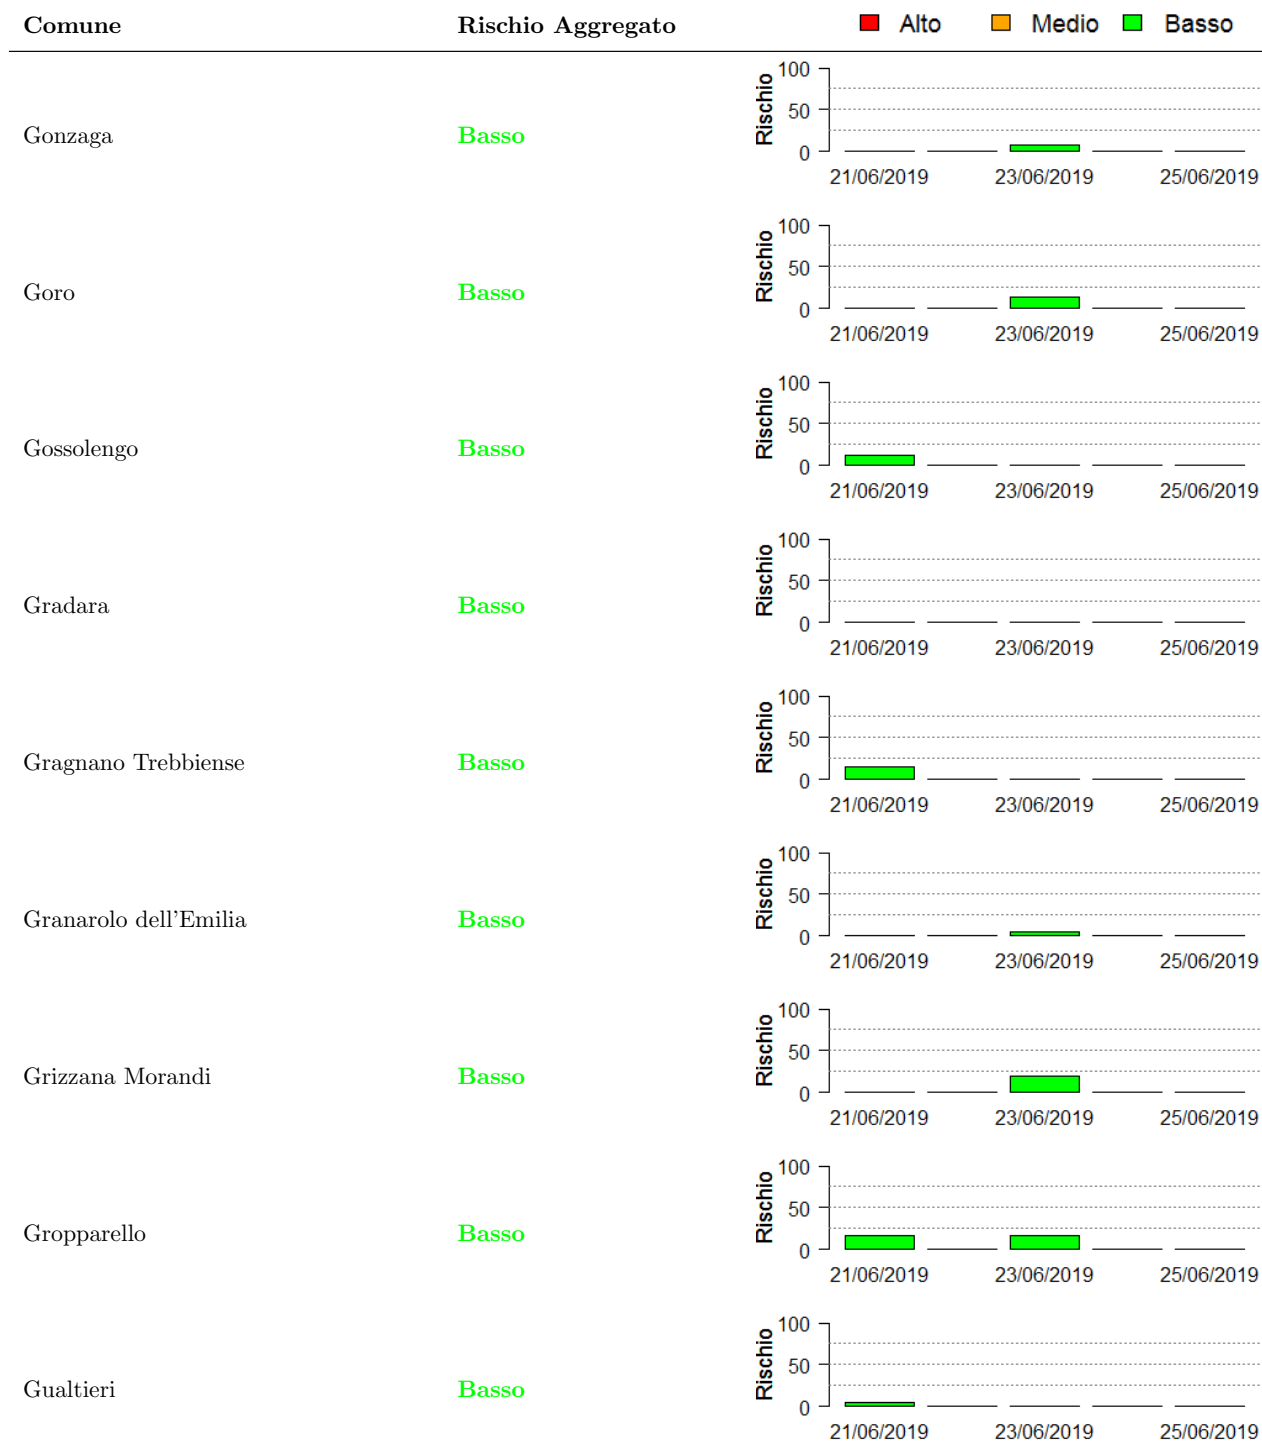 Comune Rischio Aggregato Alto Medio Basso
Gonzaga Basso Rischio 100 50 0
21/06/2019 23/06/2019 25/06/2019
Goro Basso Rischio 100 50 0
21/06/2019 23/06/2019 25/06/2019
Gossolengo Basso Rischio 100 50 0
21/06/2019 23/06/2019 25/06/2019
Gradara Basso Rischio 100 50 0
21/06/2019 23/06/2019 25/06/2019
Gragnano Trebbiense Basso Rischio 100 50 0
21/06/2019 23/06/2019 25/06/2019
Granarolo dell'Emilia Basso Rischio 100 50 0
21/06/2019 23/06/2019 25/06/2019
Grizzana Morandi Basso Rischio 100 50 0
21/06/2019 23/06/2019 25/06/2019
Gropparello Basso Rischio 100 50 0
21/06/2019 23/06/2019 25/06/2019
Gualtieri Basso Rischio 100 50 0
21/06/2019 23/06/2019 25/06/2019